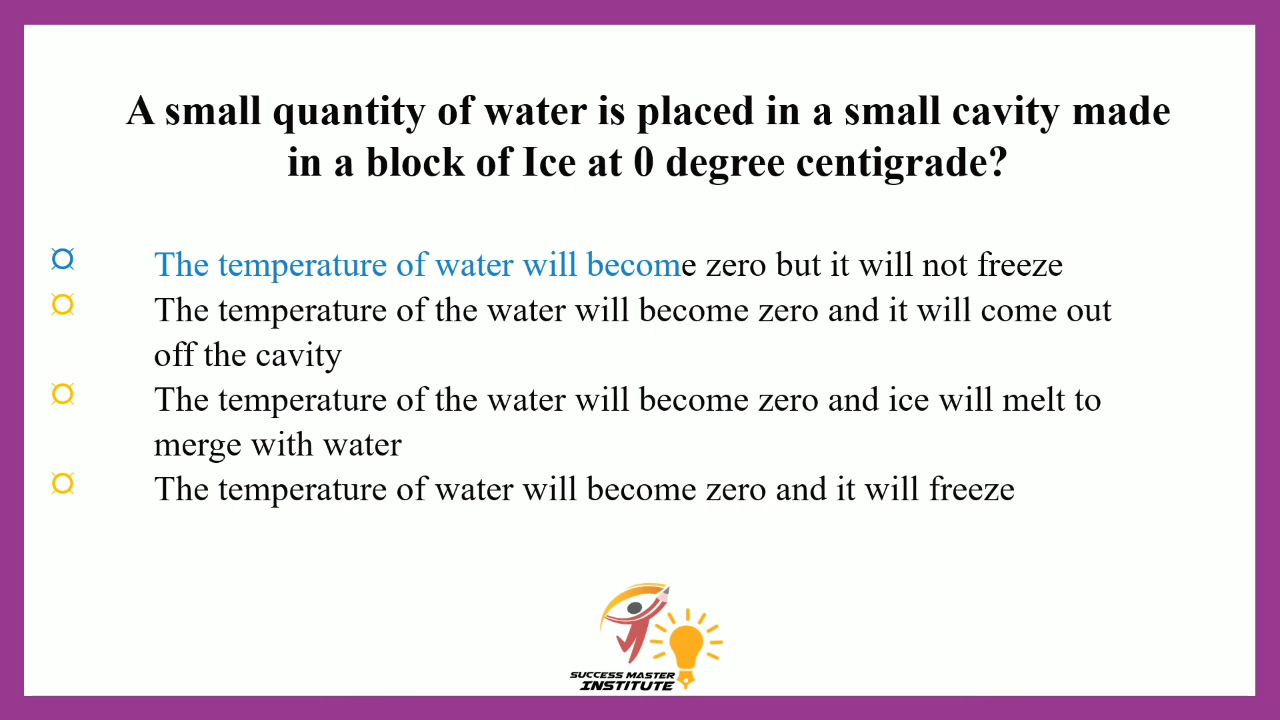 A small quantity of water is placed in a small cavity made
in a block of Ice at 0 degree centigrade?
The temperature of water will become zero but it will not freeze
The temperature of the water will become zero and it will come out
off the cavity
The temperature of the water will become zero and ice will melt to
merge with water
The temperature of water will become zero and it will freeze
SUCCESS MASTER
INSTITUTE